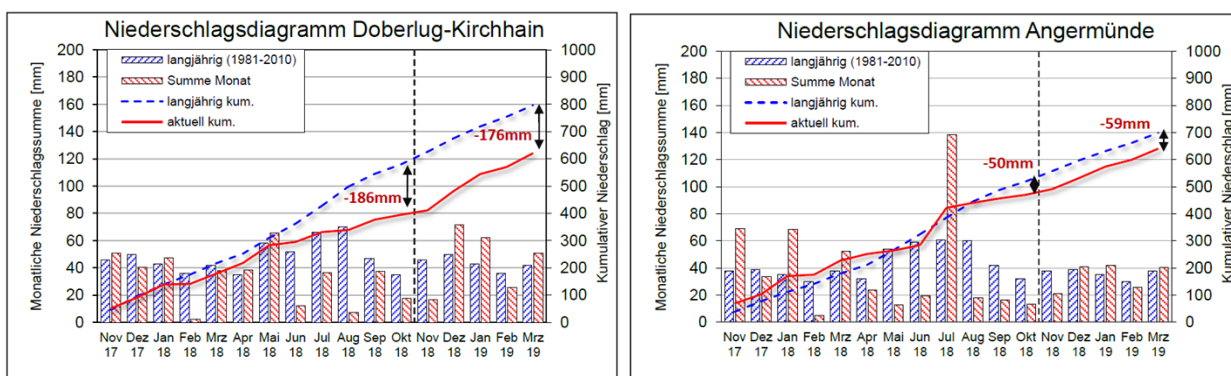 Niederschlagsdiagramm Doberlug-Kirchhain
Monatliche Niederschlagssumme [mm]
200
180
160
140
120
100
80
60
40
20
0
langjährig (1981-2010)
Summe Monat
langjährig kum.
aktuell kum.
-186mm
-176mm
1000
900
800
700
600
500
400
300
200
100
0
Kumulativer Niederschlag [mm]
Nov Dez Jan Feb Mrz Apr Mai Jun Jul Aug Sep Okt Nov Dez Jan Feb Mrz
17 17 18 18 18 18 18 18 18 18 18 18 18 18 19 19 19
Niederschlagsdiagramm Angermünde
Monatliche Niederschlagssumme [mm]
200
180
160
140
120
100
80
60
40
20
0
langjährig (1981-2010)
Summe Monat
langjährig kum.
aktuell kum.
-50mm
-59mm
1000
900
800
700
600
500
400
300
200
100
0
Kumulativer Niederschlag [mm]
Nov Dez Jan Feb Mrz Apr Mai Jun Jul Aug Sep Okt Nov Dez Jan Feb Mrz
17 17 18 18 18 18 18 18 18 18 18 18 18 18 19 19 19